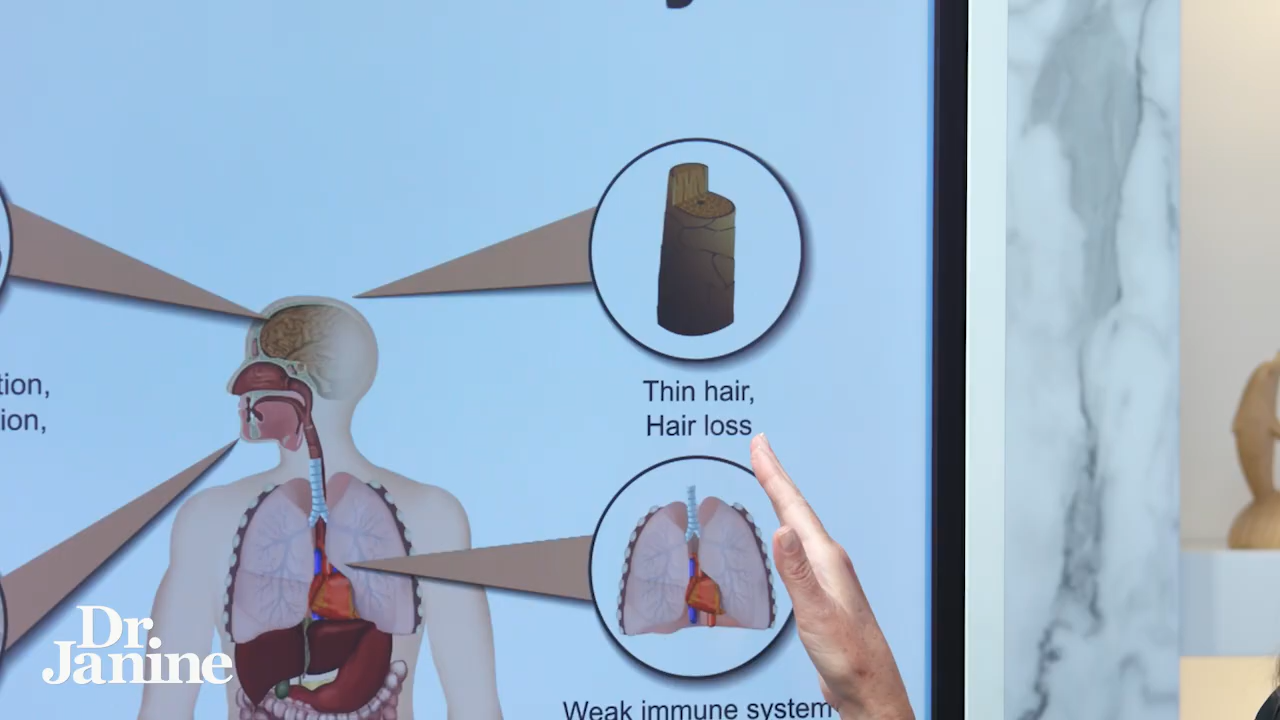 tion,
ion,
Thin hair,
Hair loss
Weak immune system
Dr.
Janine